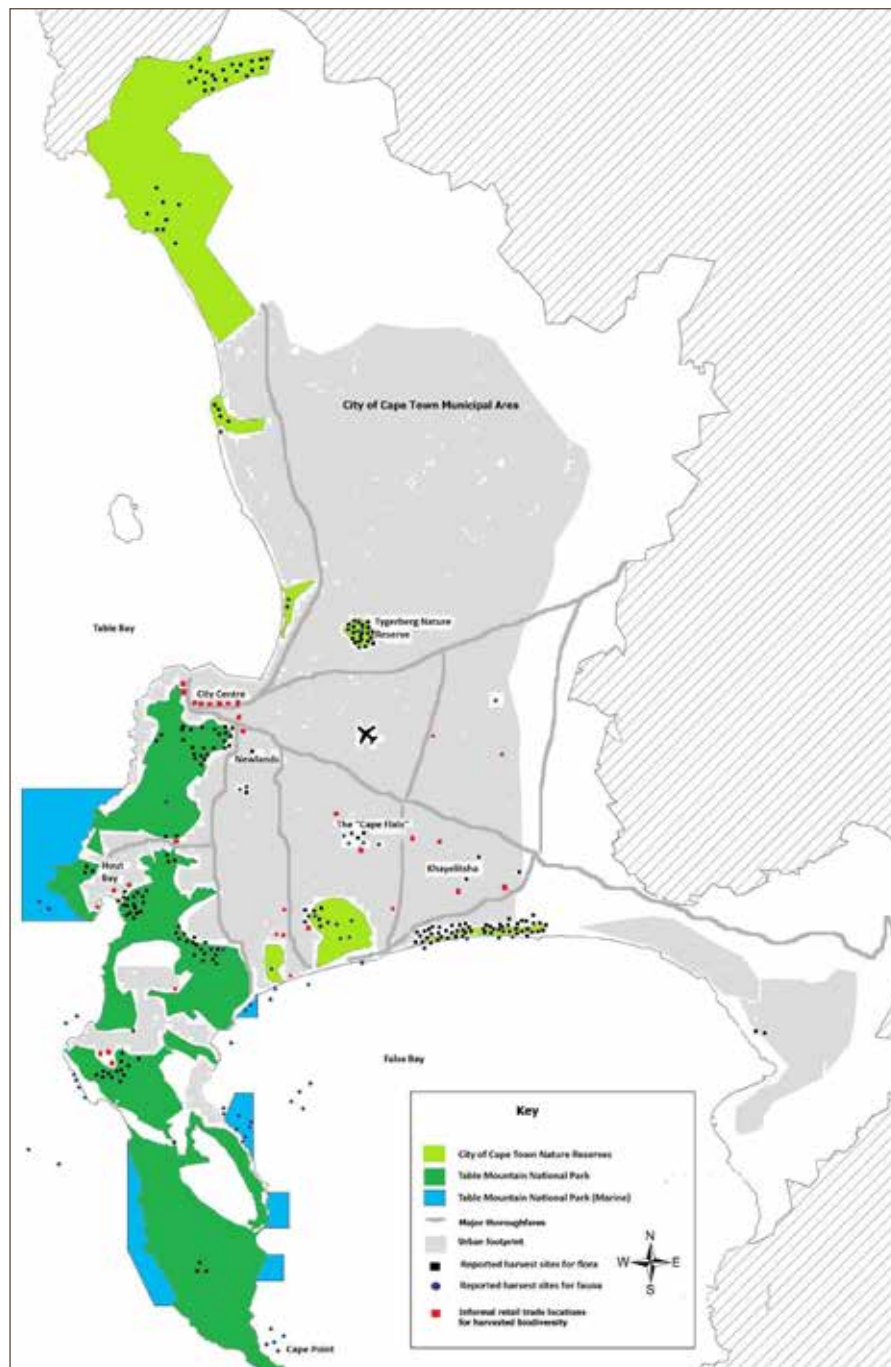 City of Cape Town Municipal Area
Table Bay
Tygerberg Nature
Reserve
City Centre
Newlands
The "Cape Flats"
Hout
Bay
Khayelitsha
False Bay
Key
City of Cape Town Nature Reserves
Table Mountain National Park
Table Mountain National Park (Marine)
Major thoroughfares
Urban footprint
Reported harvest sites for flora
Reported harvest sites for fauna
Informal retail trade locations
for harvested biodiversity
N
W
E
S
Cape Point